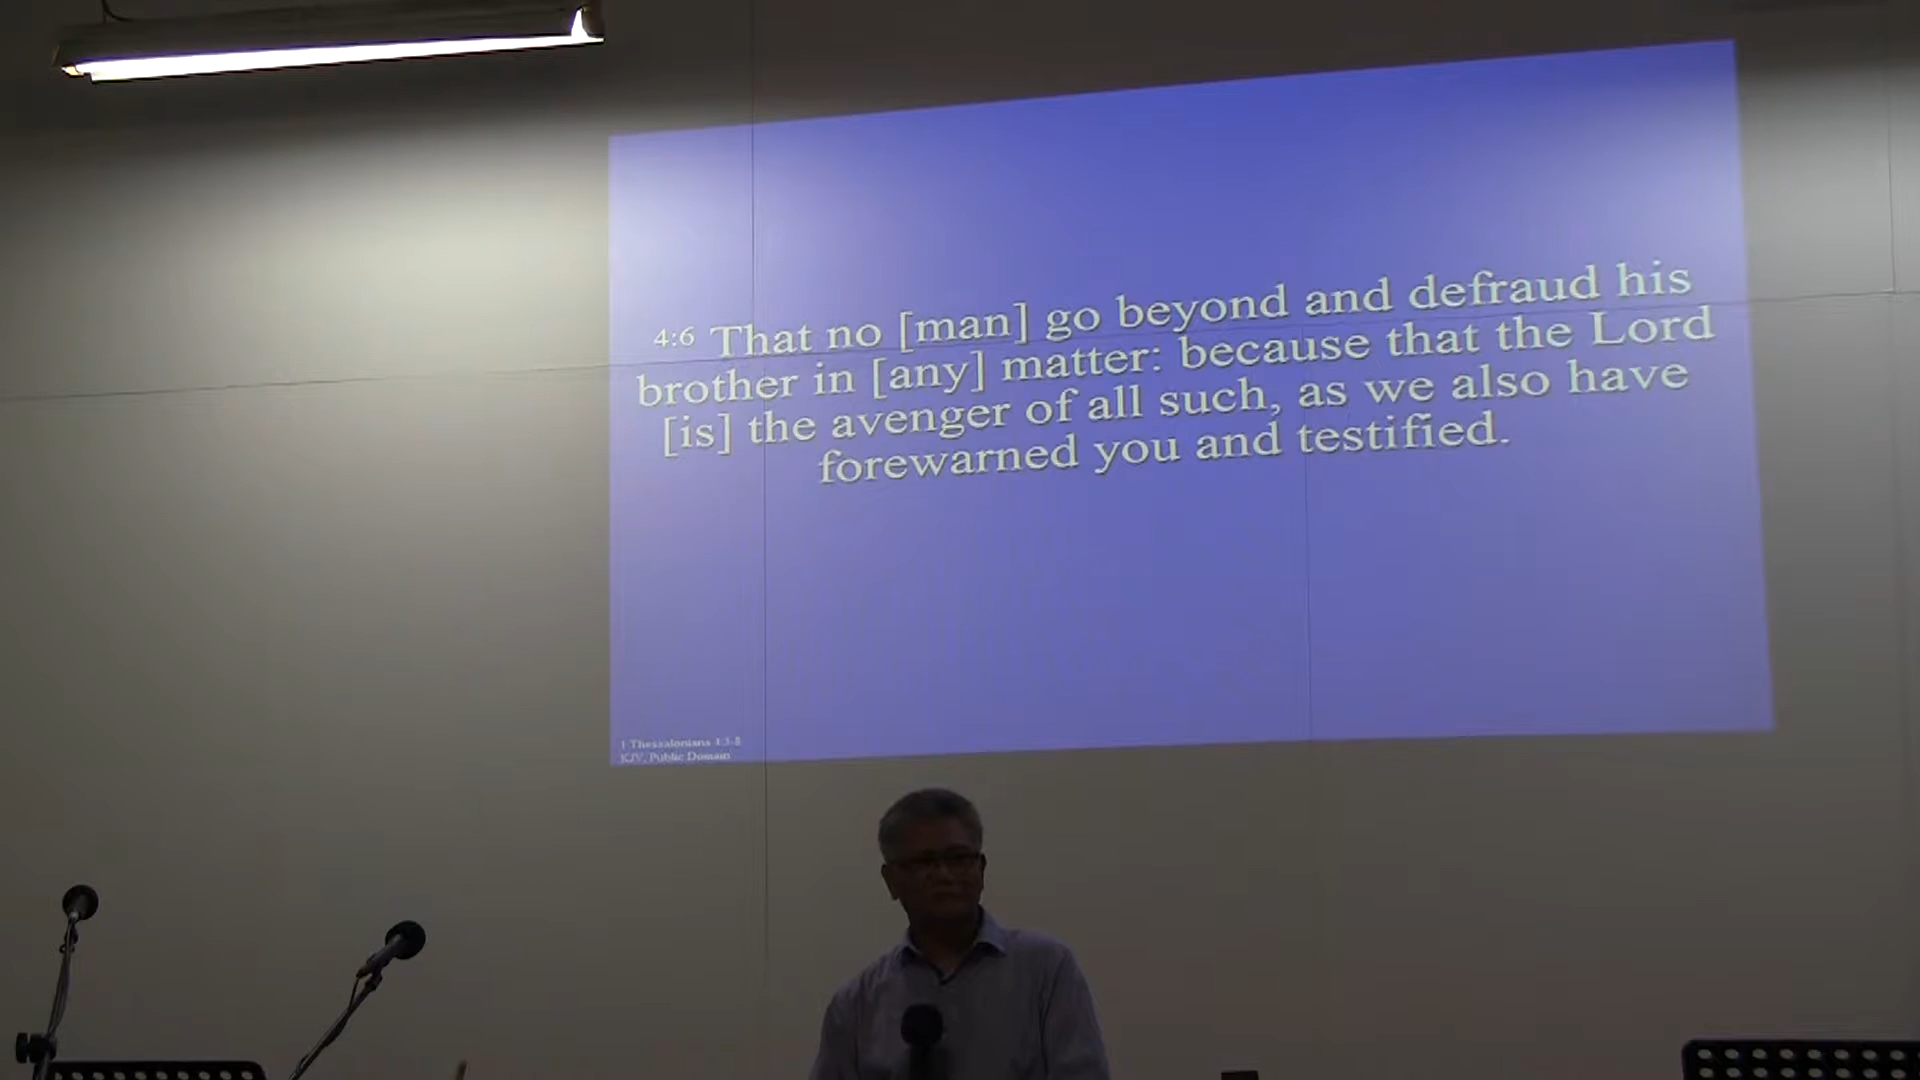 4:6 That no [man] go beyond and defraud his
brother in [any] matter: because that the Lord
[is] the avenger of all such, as we also have
forewarned you and testified.
1 Thessalonians 4:3-8
KJV, Public Domain